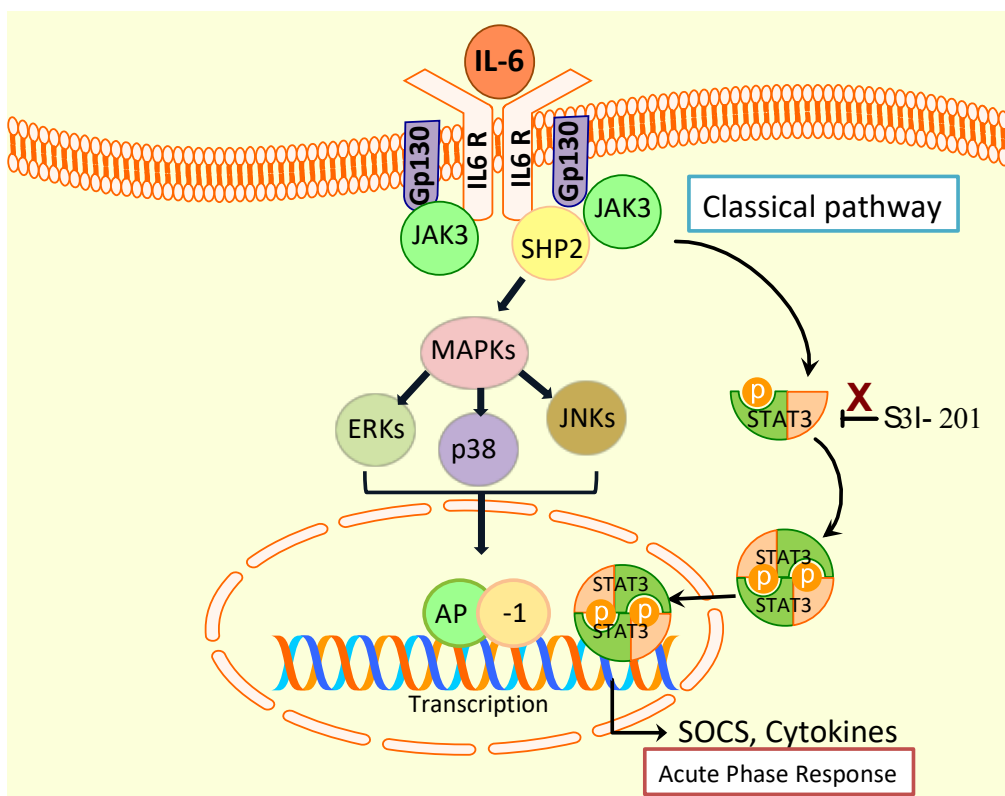 IL-6
Gp130
IL6 R
IL6 R
Gp130
JAK3
SHP2
JAK3
Classical pathway
MAPKs
ERKs
p38
JNKs
p
STAT3
X
S3I- 201
STAT3
p
p
STAT3
AP
-1
STAT3
p
p
STAT3
Transcription
SOCS, Cytokines
Acute Phase Response